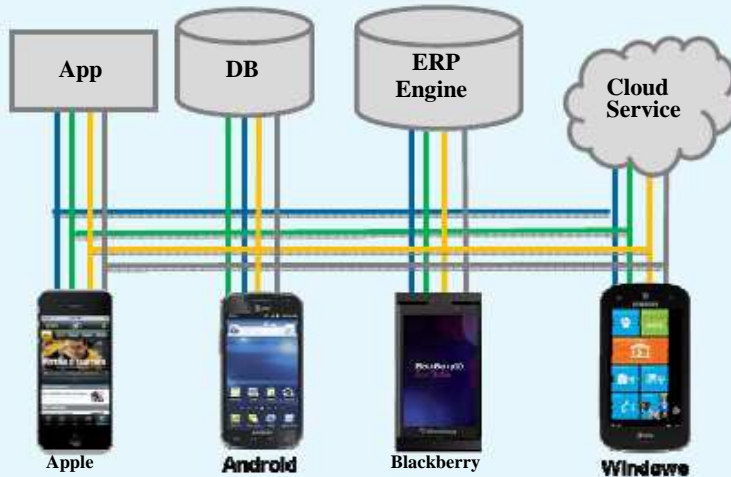 App
DB
ERP
Engine
Cloud
Service
Apple
Android
Blackberry
Windows